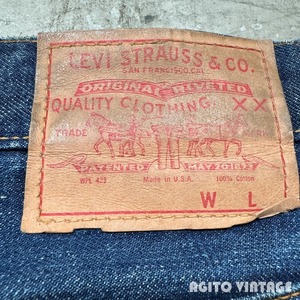 LEVI STRAUSS & CO.
SAN FRANCISCO, CAL.
ORIGINAL RIVETED
QUALITY CLOTHING. XX
TRADE MARK
PATENTED MAY 20 1873
WPL 423 Made in U.S.A. 100% Cotton
W L
AGITO VINTAGE